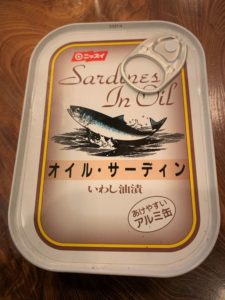 ニッスイ
Sardines
In Oil
オイル・サーディン
いわし油漬
あけやすい
アルミ缶